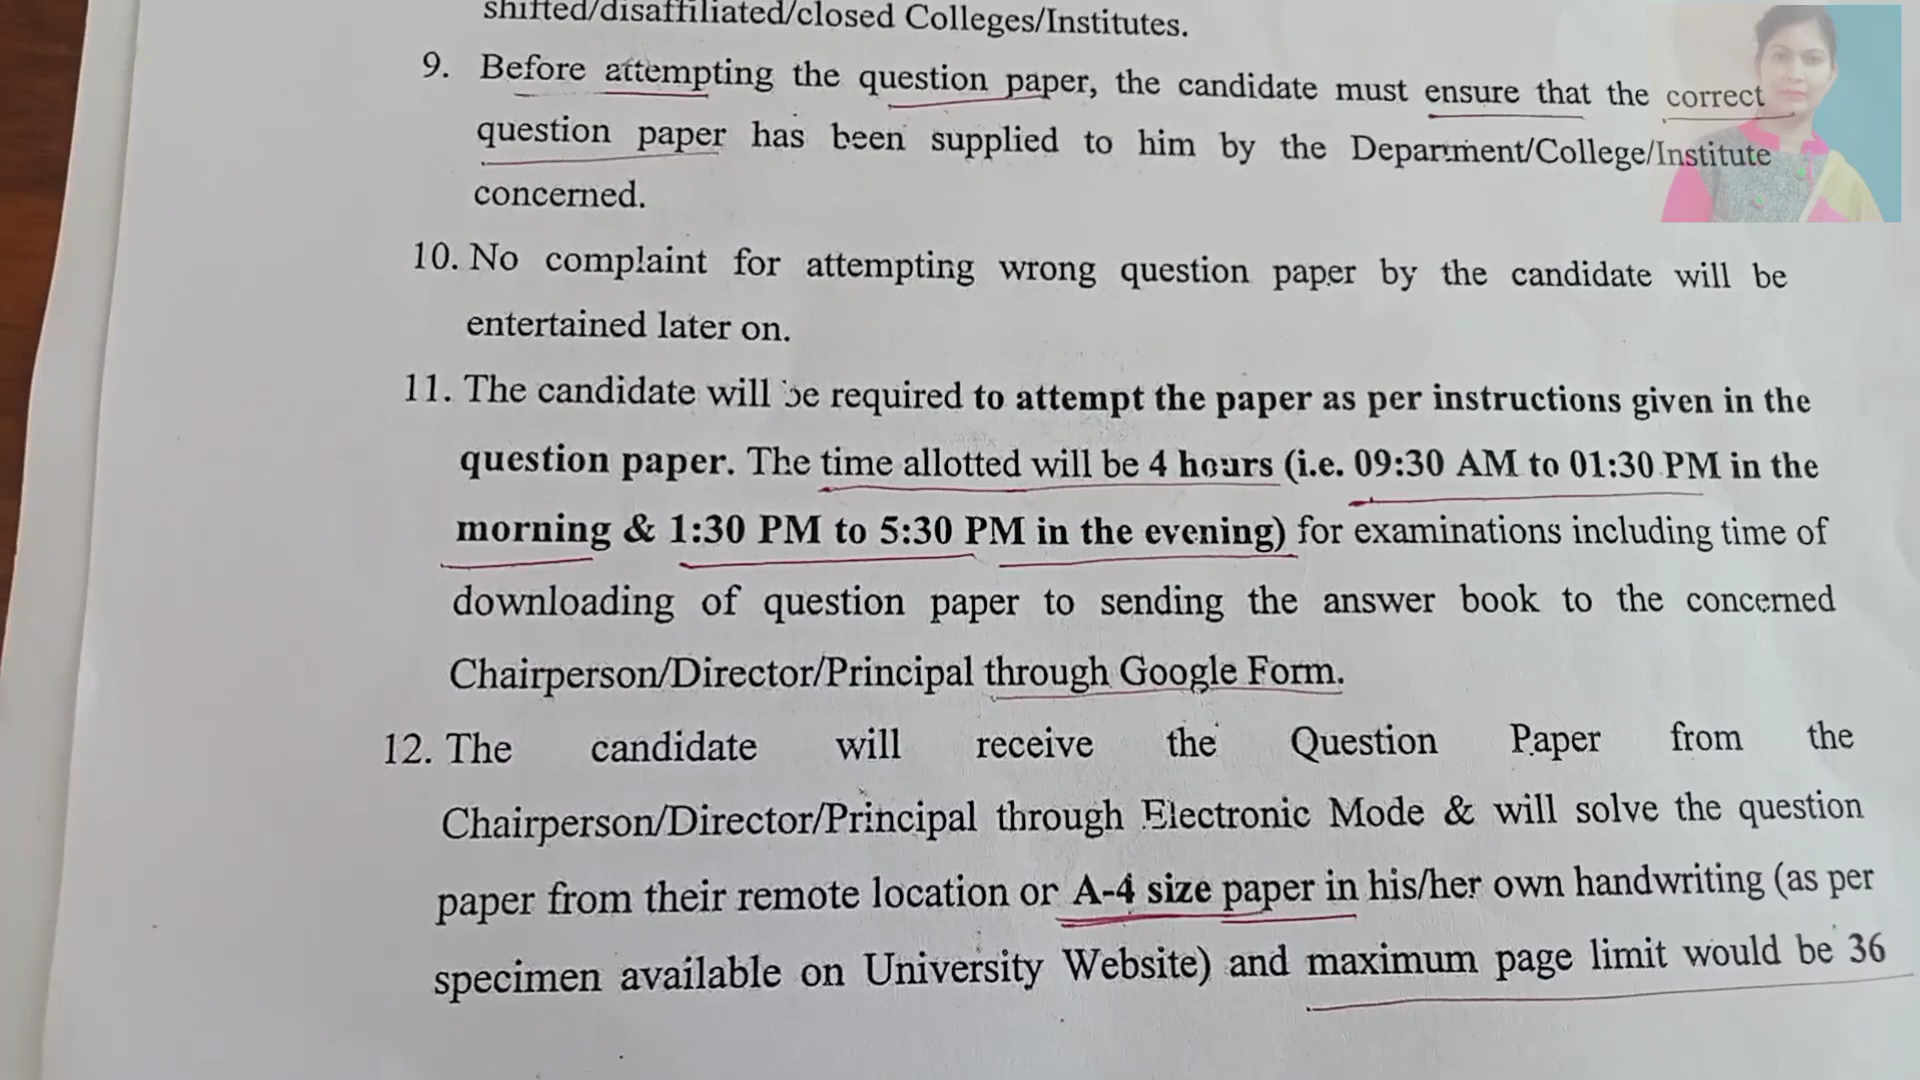 shifted/disaffiliated/closed Colleges/Institutes.
9. Before attempting the question paper, the candidate must ensure that the correct
question paper has been supplied to him by the Department/College/Institute
concerned.
10. No complaint for attempting wrong question paper by the candidate will be
entertained later on.
11. The candidate will be required to attempt the paper as per instructions given in the
question paper. The time allotted will be 4 hours (i.e. 09:30 AM to 01:30 PM in the
morning & 1:30 PM to 5:30 PM in the evening) for examinations including time of
downloading of question paper to sending the answer book to the concerned
Chairperson/Director/Principal through Google Form.
12. The candidate will receive the Question Paper from the
Chairperson/Director/Principal through Electronic Mode & will solve the question
paper from their remote location or A-4 size paper in his/her own handwriting (as per
specimen available on University Website) and maximum page limit would be 36